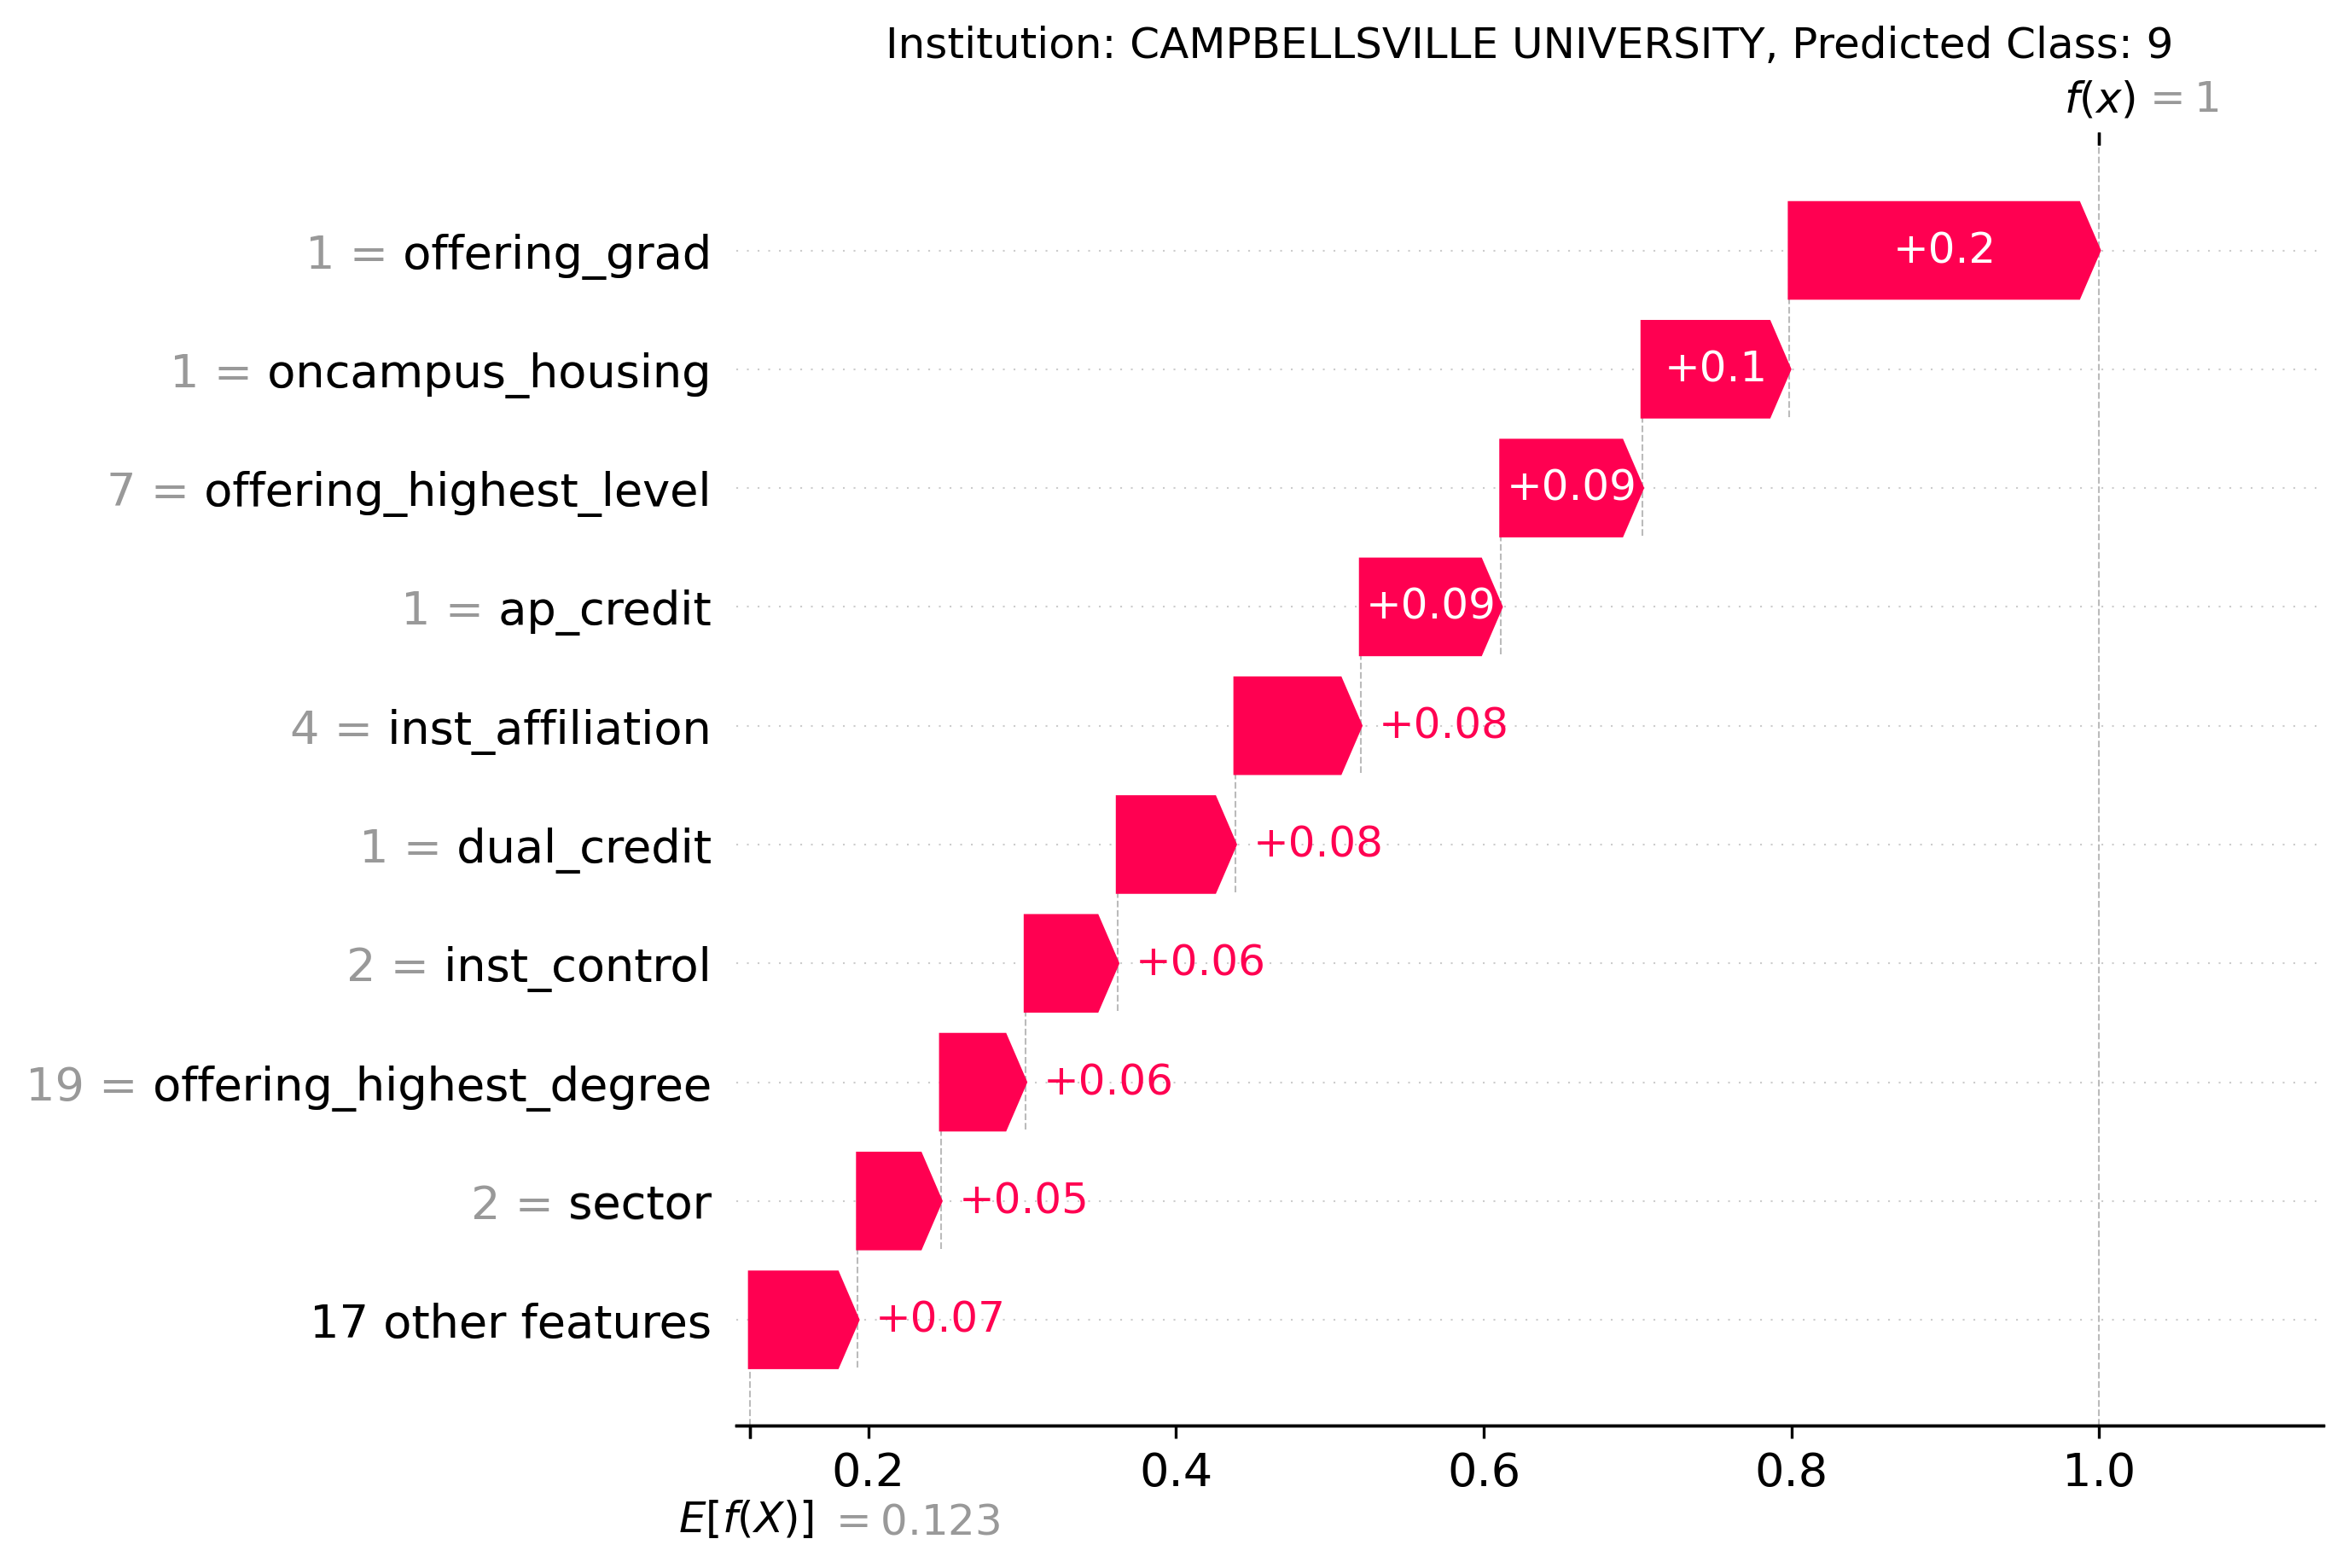 Institution: CAMPBELLSVILLE UNIVERSITY, Predicted Class: 9
f(x) = 1
1 = offering_grad
+0.2
1 = oncampus_housing
+0.1
7 = offering_highest_level
+0.09
1 = ap_credit
+0.09
4 = inst_affiliation
+0.08
1 = dual_credit
+0.08
2 = inst_control
+0.06
19 = offering_highest_degree
+0.06
2 = sector
+0.05
17 other features
+0.07
0.2 0.4 0.6 0.8 1.0
E[f(X)] = 0.123